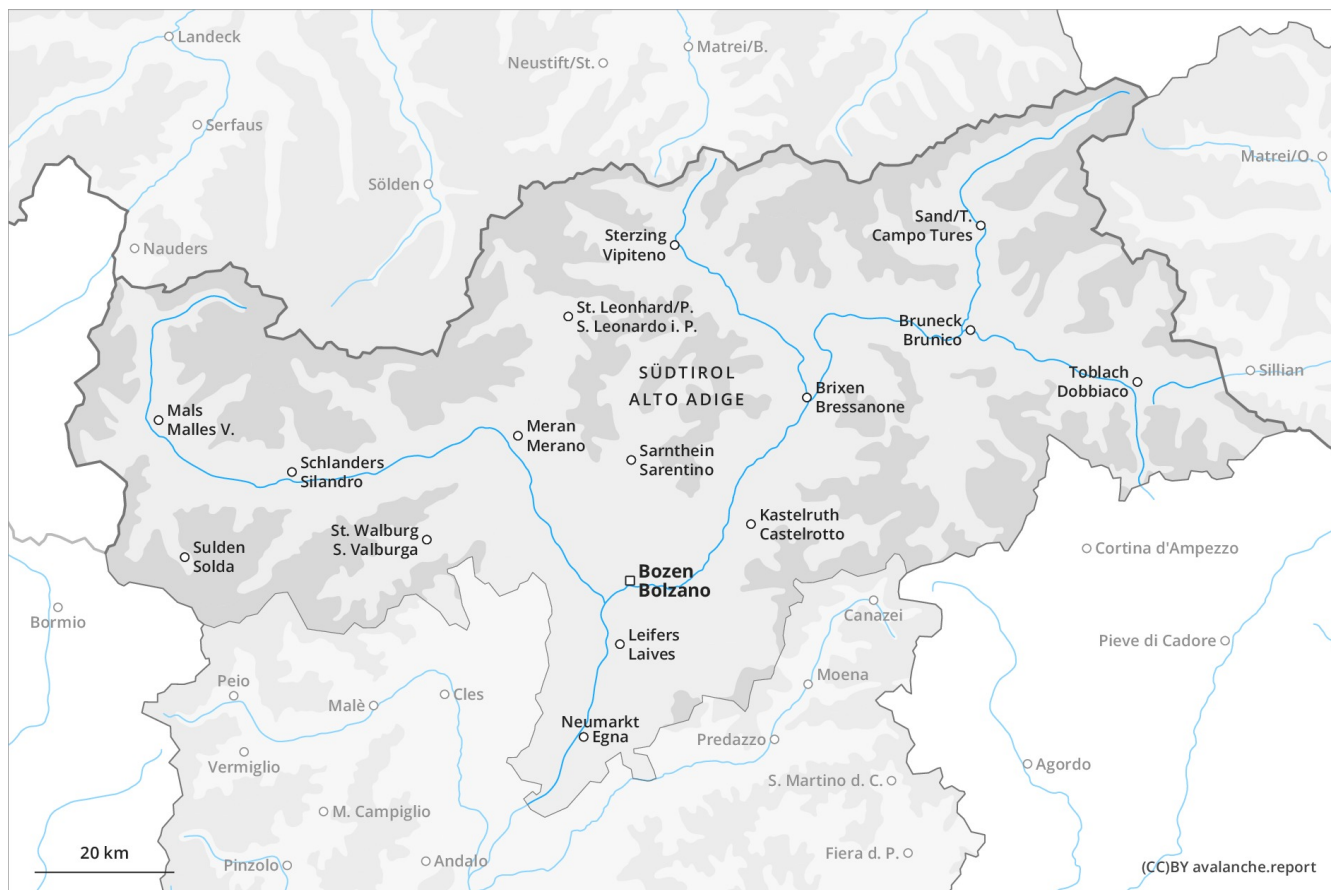 Landeck
Matrei/B.
Neustift/St.
Serfaus
Matrei/O.
Sölden
Sand/T.
Campo Tures
Sterzing
Vipiteno
Nauders
St. Leonhard/P.
S. Leonardo i. P.
Bruneck
Brunico
SÜDTIROL
ALTO ADIGE
Toblach
Dobbiaco
Sillian
Brixen
Bressanone
Mals
Malles V.
Meran
Merano
Sarnthein
Sarentino
Schlanders
Silandro
Kastelruth
Castelrotto
St. Walburg
S. Valburga
Sulden
Solda
Cortina d'Ampezzo
Bozen
Bolzano
Bormio
Canazei
Leifers
Laives
Pieve di Cadore
Peio
Moena
Cles
Malè
Neumarkt
Egna
Predazzo
Vermiglio
Agordo
S. Martino d. C.
M. Campiglio
20 km
Pinzolo
Andalo
Fiera d. P.
(CC)BY avalanche.report